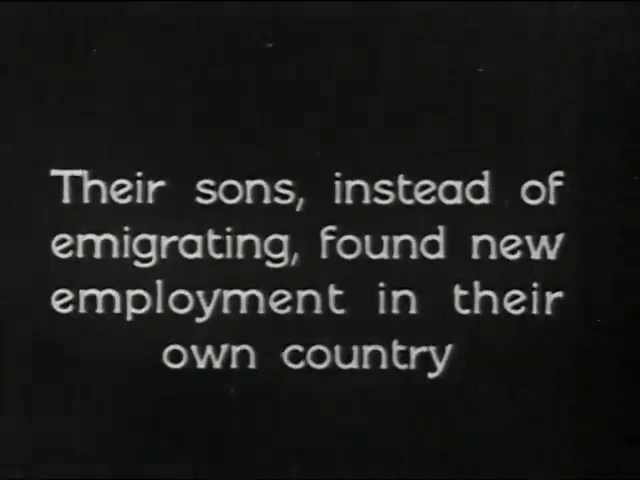 Their sons, instead of
emigrating, found new
employment in their
own country